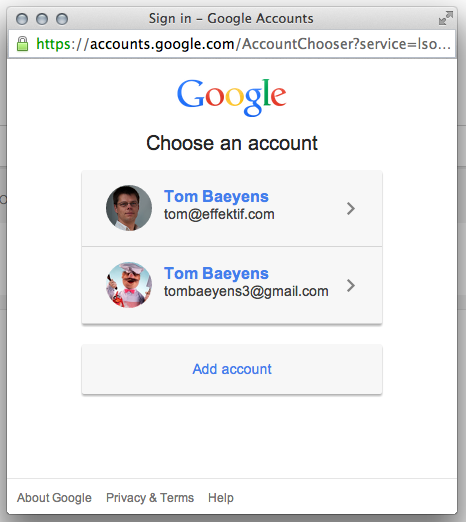 Sign in – Google Accounts
https://accounts.google.com/AccountChooser?service=lso...
Google
Choose an account
Tom Baeyens
tom@effektif.com
Tom Baeyens
tombaeyens3@gmail.com
Add account
About Google Privacy & Terms Help